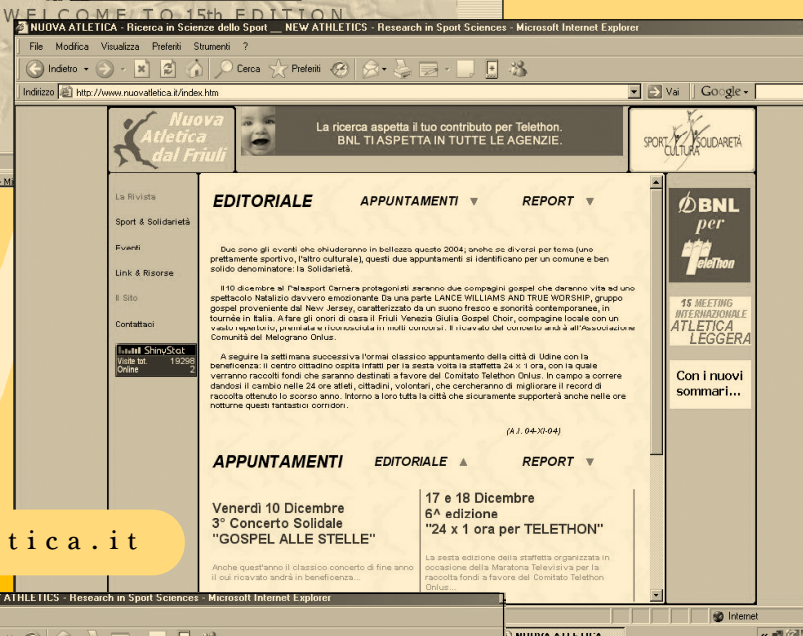 WELCOME TO 15th EDITION
NUOVA ATLETICA - Ricerca in Scienze dello Sport __ NEW ATHLETICS - Research in Sport Sciences - Microsoft Internet Explorer
File Modifica Visualizza Preferiti Strumenti ?
Indietro Cerca Preferiti
Indirizzo http://www.nuovatletica.it/index.htm Vai Google
Nuova
Atletica
dal Friuli
La ricerca aspetta il tuo contributo per Telethon.
BNL TI ASPETTA IN TUTTE LE AGENZIE.
SPORT CULTURA SOLIDARIETÁ
La Rivista
Sport & Solidarietá
Eventi
Link & Risorse
Il Sito
Contattaci
ShinyStat
Visite tot. 19298
Online 2
EDITORIALE APPUNTAMENTI ▼ REPORT ▼
Due sono gli eventi che chiuderanno in bellezza questo 2004; anche se diversi per tema (uno
prettamente sportivo, l'altro culturale), questi due appuntamenti si identificano per un comune e ben
solido denominatore: la Solidarietà.
Il 10 dicembre al Palasport Carnera protagonisti saranno due compagini gospel che daranno vita ad uno
spettacolo Natalizio davvero emozionante Da una parte LANCE WILLIAMS AND TRUE WORSHIP, gruppo
gospel proveniente dal New Jersey, caratterizzato da un suono fresco e sonorità contemporanee, in
tournée in Italia. A fare gli onori di casa il Friuli Venezia Giulia Gospel Choir, compagine locale con un
vasto repertorio, premiata e riconosciuta in molti concorsi. Il ricavato del concerto andrà all'Associazione
Comunità del Melograno Onlus.
A seguire la settimana successiva l'ormai classico appuntamento della città di Udine con la
beneficenza: il centro cittadino ospita infatti per la sesta volta la staffetta 24 x 1 ora, con la quale
verranno raccolti fondi che saranno destinati a favore del Comitato Telethon Onlus. In campo a correre
dandosi il cambio nelle 24 ore atleti, cittadini, volontari, che cercheranno di migliorare il record di
raccolta ottenuto lo scorso anno. Intorno a loro tutta la città che sicuramente supporterà anche nelle ore
notturne questi fantastici corridori.
(A.I. 04-XI-04)
APPUNTAMENTI EDITORIALE ▲ REPORT ▼
Venerdì 10 Dicembre
3° Concerto Solidale
"GOSPEL ALLE STELLE"
Anche quest'anno il classico concerto di fine anno
il cui ricavato andrà in beneficenza...
17 e 18 Dicembre
6^ edizione
"24 x 1 ora per TELETHON"
La sesta edizione della staffetta organizzata in
occasione della Maratona Televisiva per la
raccolta fondi a favore del Comitato Telethon
Onlus...
BNL
per
TeleThon
15 MEETING
INTERNAZIONALE
ATLETICA
LEGGERA
Con i nuovi
sommari...
tica.it
ATHLETICS - Research in Sport Sciences - Microsoft Internet Explorer
Internet
NUOVA ATLETICA